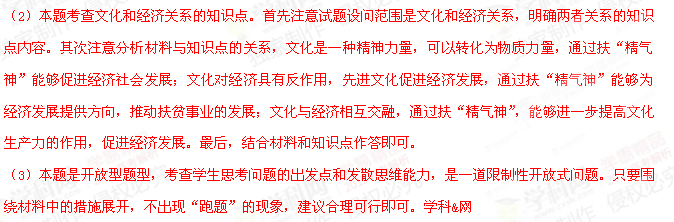 （2）本题考查文化和经济关系的知识点。首先注意试题设问范围是文化和经济关系，明确两者关系的知识
点内容。其次注意分析材料与知识点的关系，文化是一种精神力量，可以转化为物质力量，通过扶“精气
神”能够促进经济社会发展；文化对经济具有反作用，先进文化促进经济发展，通过扶“精气神”能够为
经济发展提供方向，推动扶贫事业的发展；文化与经济相互交融，通过扶“精气神”，能够进一步提高文化
生产力的作用，促进经济发展。最后，结合材料和知识点作答即可。
（3）本题是开放型题型，考查学生思考问题的出发点和发散思维能力，是一道限制性开放式问题。只要围
绕材料中的措施展开，不出现“跑题”的现象，建议合理可行即可。学科&网